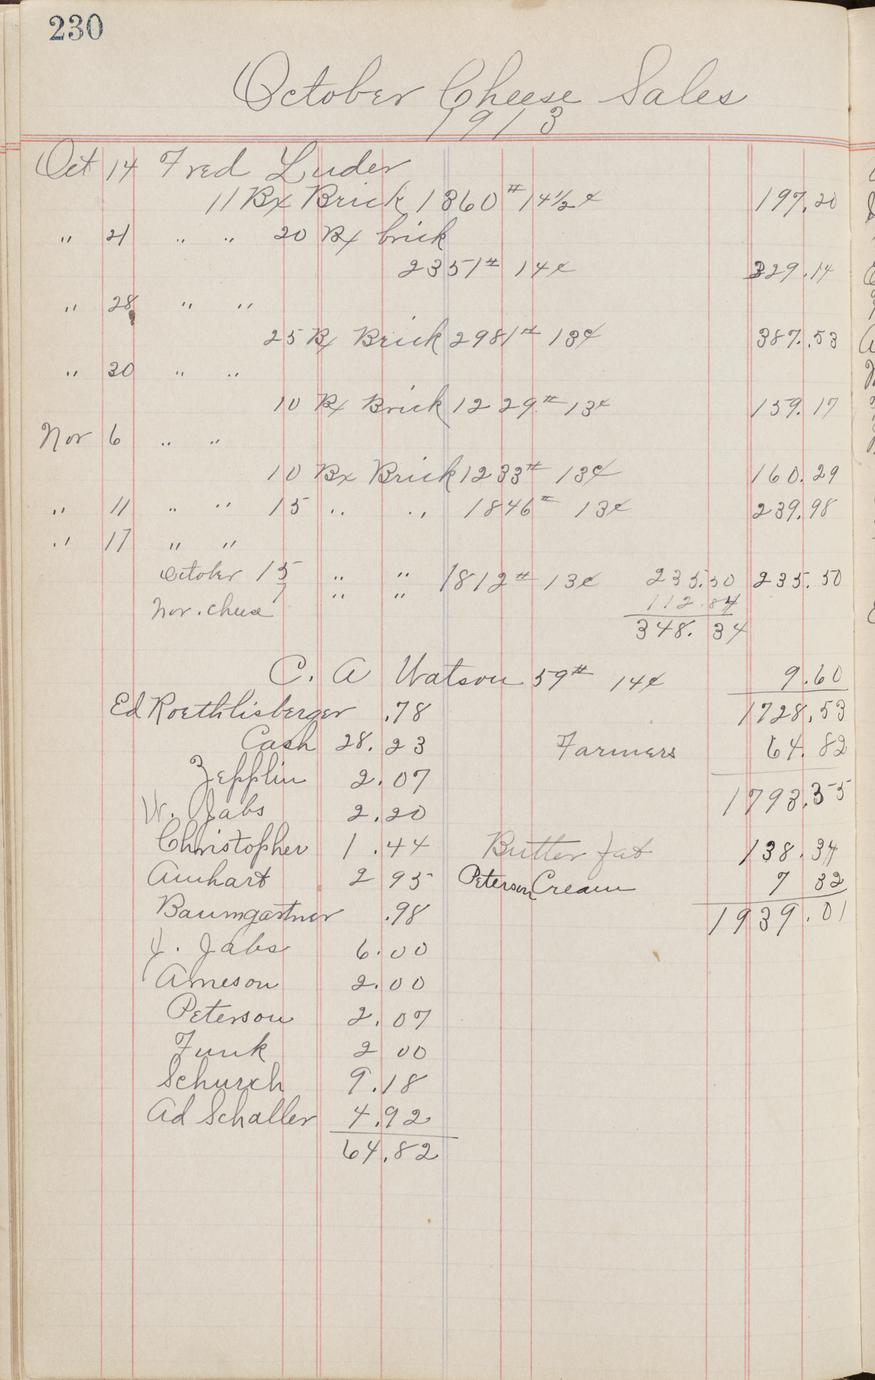 230
October Cheese Sales
1913
Oct 14 Fred Luder
11 Bx Brick 1360# 14½¢ 197.20
" 21 " " 20 Bx brick
2351# 14¢ 329.14
" 28 " "
25 Bx Brick 2981# 13¢ 387.53
" 30 " "
10 Bx Brick 1229# 13¢ 159.17
Nov 6 " "
10 Bx Brick 1233# 13¢ 160.29
" 11 " " 15 " " 1846# 13¢ 239.98
" 17 " "
October 15 " " 1812# 13¢ 235.50 235.50
Nov. cheese 7 " " 112.84
348.34
C. A Watson 59# 14¢ 9.60
Ed Roethlisberger .78 1728.53
Cash 28.23 Farmers 64.82
Zepplin 2.07
1793.35
W. Jabs 2.20
Christopher 1.44 Butter fat 138.34
Amhart 2 95 Peterson Cream 7 32
Baumgartner .98 1939.01
J. Jabs 6.00
Arneson 2.00
Peterson 2.07
Funk 2 00
Schurch 9.18
Ad Schaller 4.92
64.82